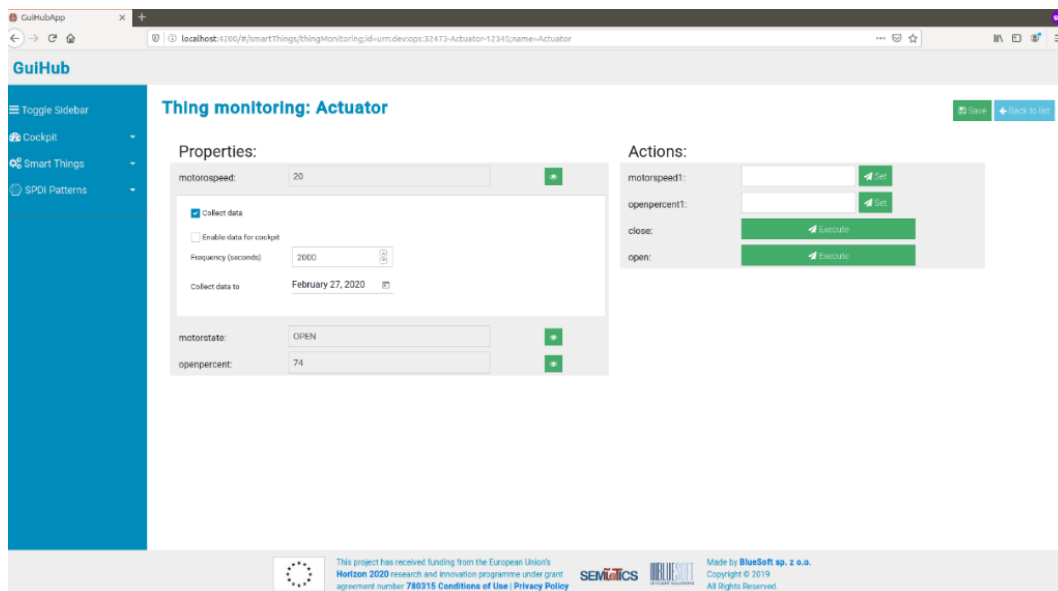 GuiHubApp
localhost:4200/#/smartThings/thingMonitoring;id=urn:dev:ops:32473-Actuator-12345;name=Actuator
GuiHub
Toggle Sidebar
Cockpit
Smart Things
SPDI Patterns
Thing monitoring: Actuator
Save
Back to list
Properties:
motorospeed:
20
Collect data
Enable data for cockpit
Frequency (seconds)
2000
Collect data to
February 27, 2020
motorstate:
OPEN
openpercent:
74
Actions:
motorspeed1:
Set
openpercent1:
Set
close:
Execute
open:
Execute
This project has received funding from the European Union's
Horizon 2020 research and innovation programme under grant
agreement number 780315 Conditions of Use | Privacy Policy
SEMIoTICS
BLUESOFT
Made by BlueSoft sp. z o.o.
Copyright © 2019
All Rights Reserved.